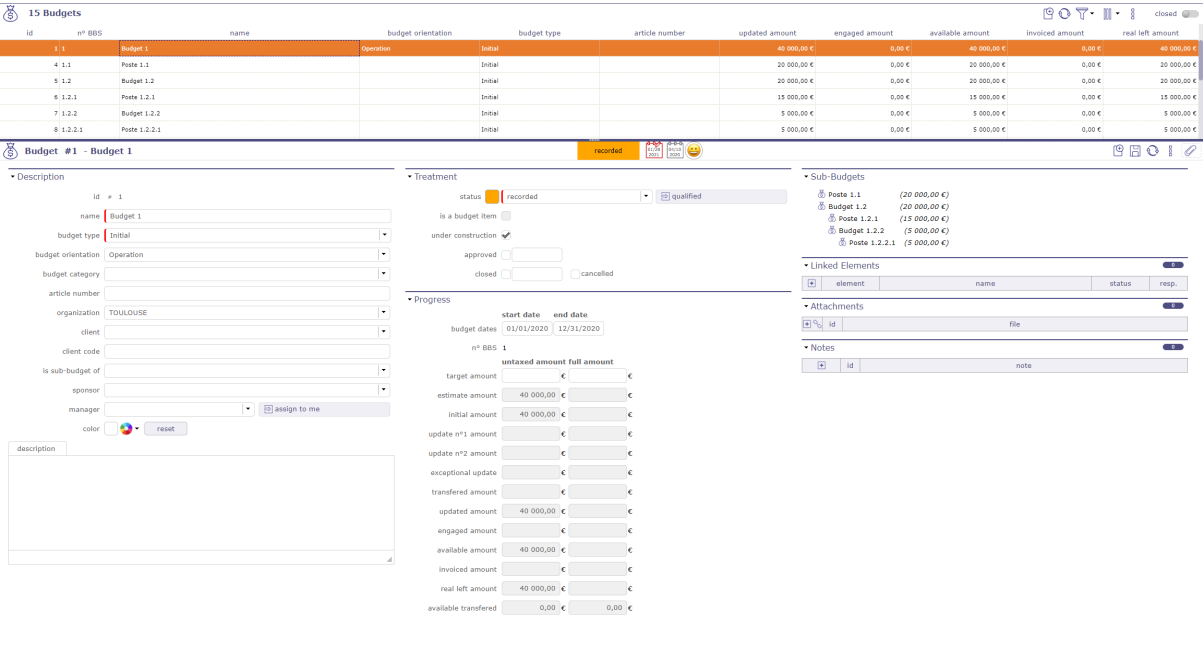 15 Budgets
closed
id n° BBS name budget orientation budget type article number updated amount engaged amount available amount invoiced amount real left amount
1 1 Budget 1 Operation Initial 40 000,00 € 0,00 € 40 000,00 € 0,00 € 40 000,00 €
4 1.1 Poste 1.1 Initial 20 000,00 € 0,00 € 20 000,00 € 0,00 € 20 000,00 €
5 1.2 Budget 1.2 Initial 20 000,00 € 0,00 € 20 000,00 € 0,00 € 20 000,00 €
6 1.2.1 Poste 1.2.1 Initial 15 000,00 € 0,00 € 15 000,00 € 0,00 € 15 000,00 €
7 1.2.2 Budget 1.2.2 Initial 5 000,00 € 0,00 € 5 000,00 € 0,00 € 5 000,00 €
8 1.2.2.1 Poste 1.2.2.1 Initial 5 000,00 € 0,00 € 5 000,00 € 0,00 € 5 000,00 €
Budget #1 - Budget 1
recorded
Description
id # 1
name Budget 1
budget type Initial
budget orientation Operation
budget category
article number
organization TOULOUSE
client
client code
is sub-budget of
sponsor
manager assign to me
color reset
description
Treatment
status recorded qualified
is a budget item
under construction
approved
closed cancelled
Progress
start date end date
budget dates 01/01/2020 12/31/2020
n° BBS 1
untaxed amount full amount
target amount € €
estimate amount 40 000,00 € €
initial amount 40 000,00 € €
update n°1 amount € €
update n°2 amount € €
exceptional update € €
transfered amount € €
updated amount 40 000,00 € €
engaged amount € €
available amount 40 000,00 € €
invoiced amount € €
real left amount 40 000,00 € €
available transfered 0,00 € 0,00 €
Sub-Budgets
Poste 1.1 (20 000,00 €)
Budget 1.2 (20 000,00 €)
Poste 1.2.1 (15 000,00 €)
Budget 1.2.2 (5 000,00 €)
Poste 1.2.2.1 (5 000,00 €)
Linked Elements 0
element name status resp.
Attachments 0
id file
Notes 0
id note